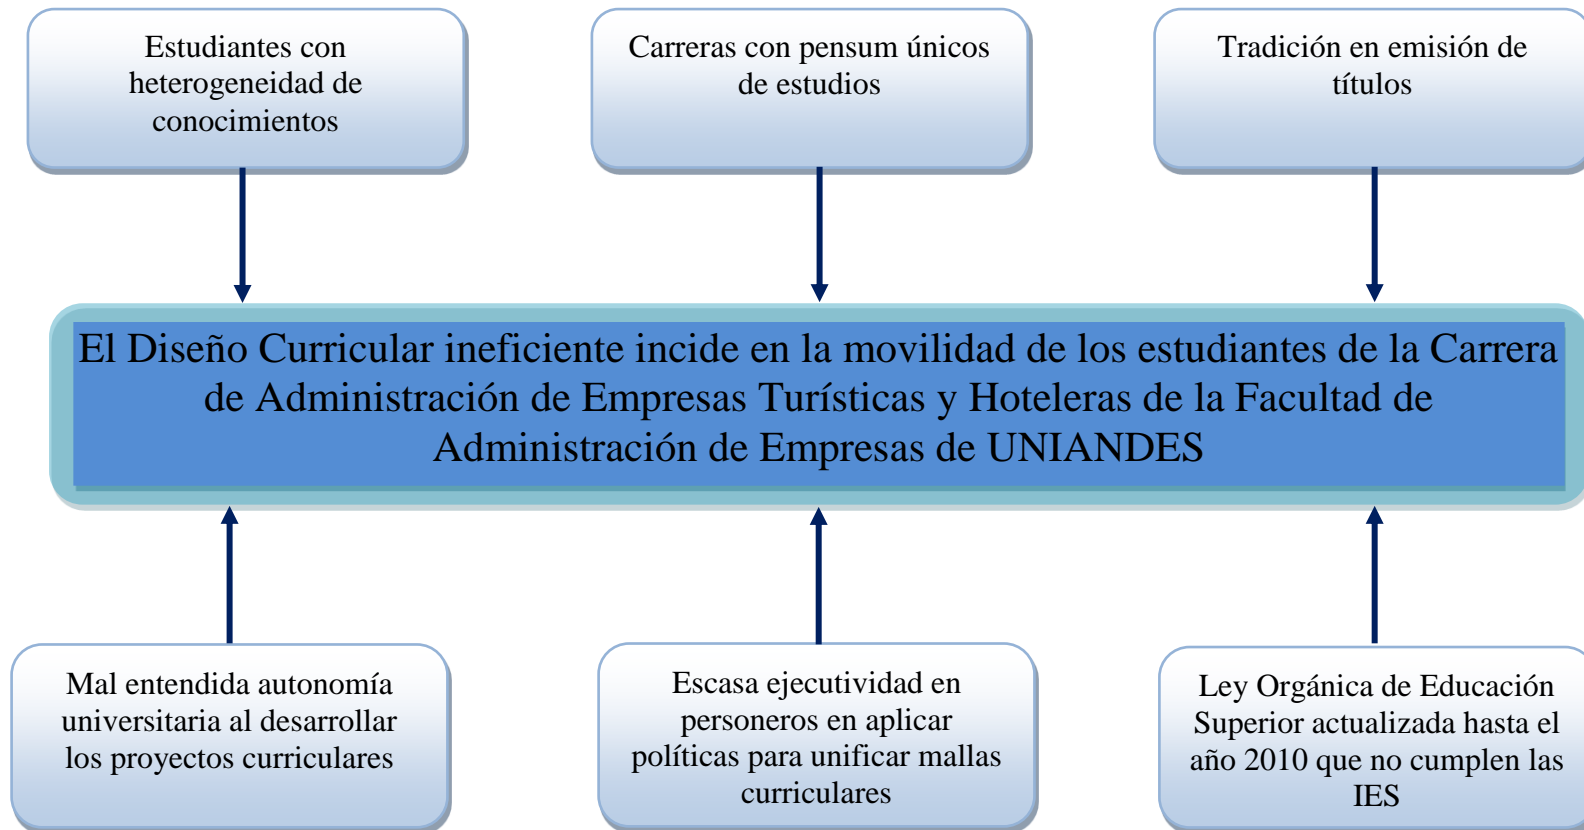 Estudiantes con
heterogeneidad de
conocimientos
Carreras con pensum únicos
de estudios
Tradición en emisión de
títulos
El Diseño Curricular ineficiente incide en la movilidad de los estudiantes de la Carrera
de Administración de Empresas Turísticas y Hoteleras de la Facultad de
Administración de Empresas de UNIANDES
Mal entendida autonomía
universitaria al desarrollar
los proyectos curriculares
Escasa ejecutividad en
personeros en aplicar
políticas para unificar mallas
curriculares
Ley Orgánica de Educación
Superior actualizada hasta el
año 2010 que no cumplen las
IES